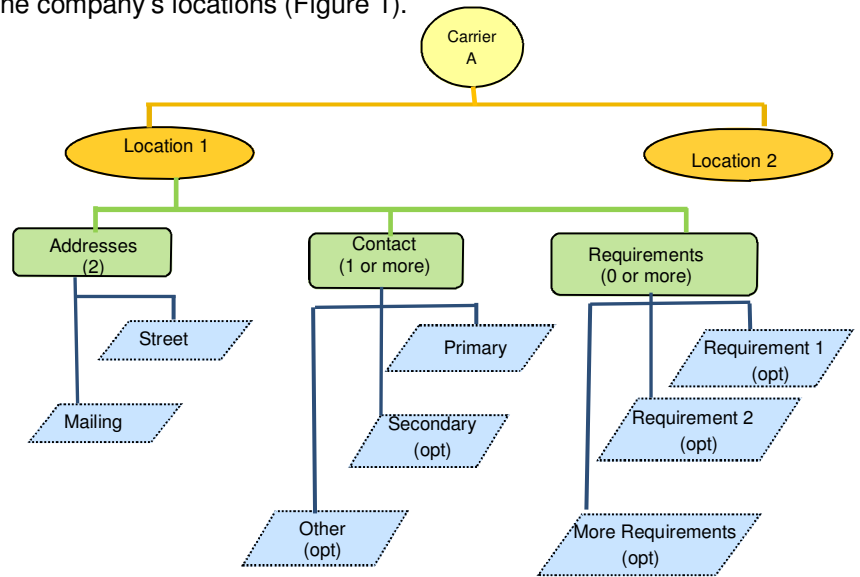 ne company's locations (Figure 1).
Carrier
A
Location 1
Location 2
Addresses
(2)
Contact
(1 or more)
Requirements
(0 or more)
Street
Mailing
Primary
Secondary
(opt)
Other
(opt)
Requirement 1
(opt)
Requirement 2
(opt)
More Requirements
(opt)